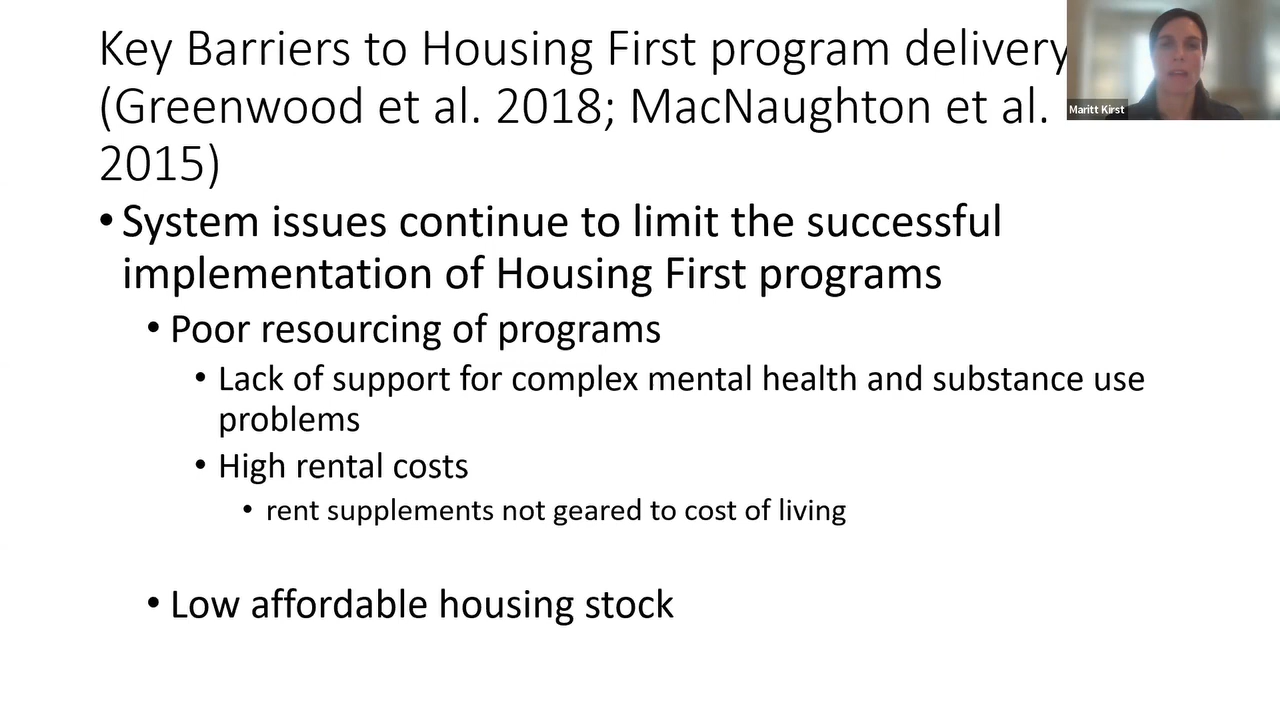 Key Barriers to Housing First program delivery
(Greenwood et al. 2018; MacNaughton et al.
2015)
Maritt Kirst
• System issues continue to limit the successful
implementation of Housing First programs
• Poor resourcing of programs
• Lack of support for complex mental health and substance use
problems
• High rental costs
• rent supplements not geared to cost of living
• Low affordable housing stock